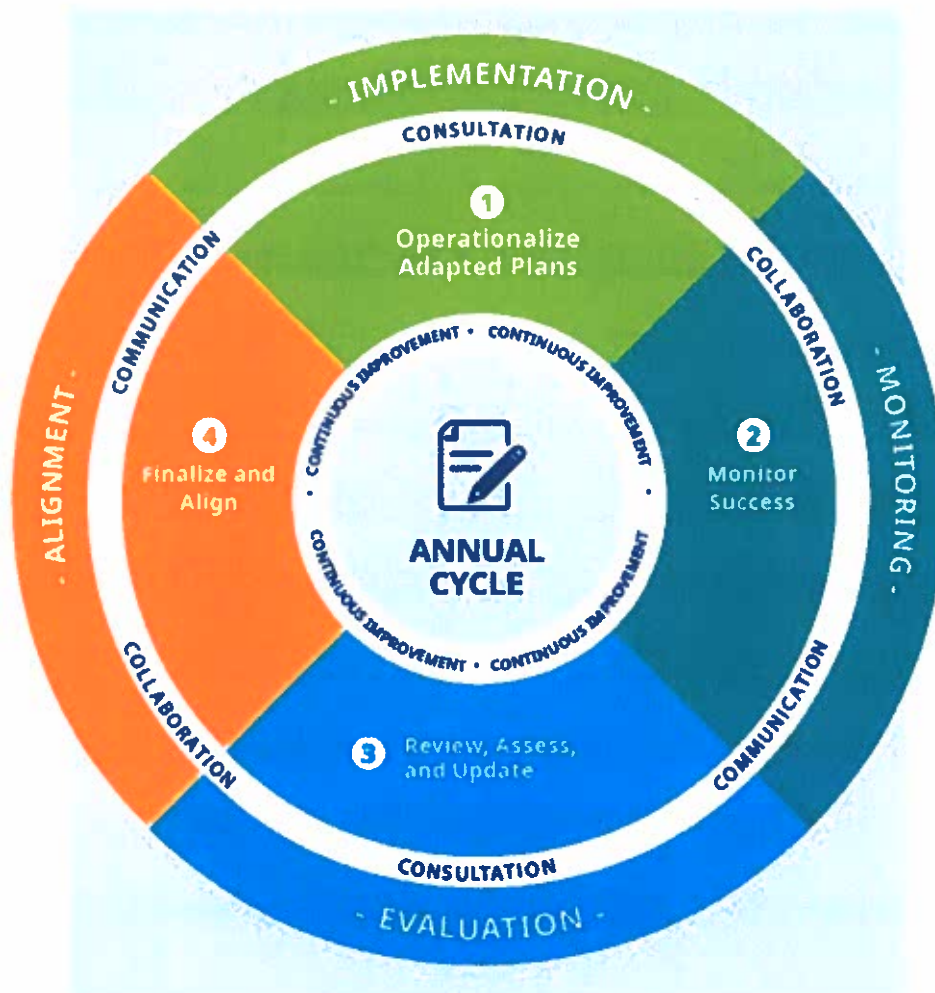 - IMPLEMENTATION -
CONSULTATION
1
Operationalize
Adapted Plans
COMMUNICATION
COLLABORATION
CONTINUOUS IMPROVEMENT • CONTINUOUS IMPROVEMENT •
- ALIGNMENT -
4
Finalize and
Align
ANNUAL
CYCLE
2
Monitor
Success
- MONITORING -
• CONTINUOUS IMPROVEMENT • CONTINUOUS IMPROVEMENT
COLLABORATION
COMMUNICATION
3
Review, Assess,
and Update
CONSULTATION
- EVALUATION -